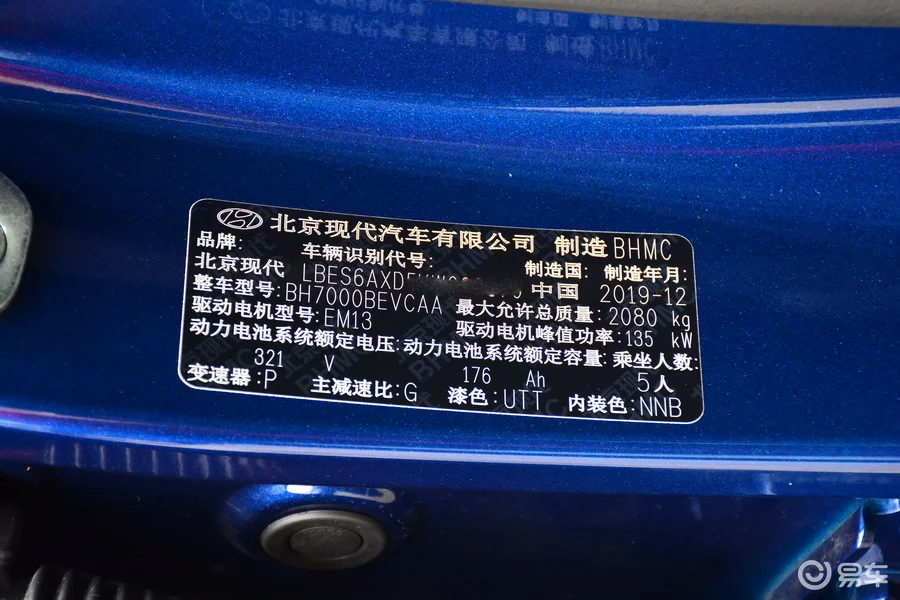 北京现代汽车有限公司 制造 BHMC
品牌: 车辆识别代号: 制造国: 制造年月:
北京现代 LBES6AXD 中国 2019-12
整车型号:BH7000BEVCAA 最大允许总质量:2080 kg
驱动电机型号:EM13 驱动电机峰值功率:135 kW
动力电池系统额定电压: 动力电池系统额定容量: 乘坐人数:
321 V 176 Ah 5人
变速器:P 主减速比:G 漆色:UTT 内装色:NNB
易车